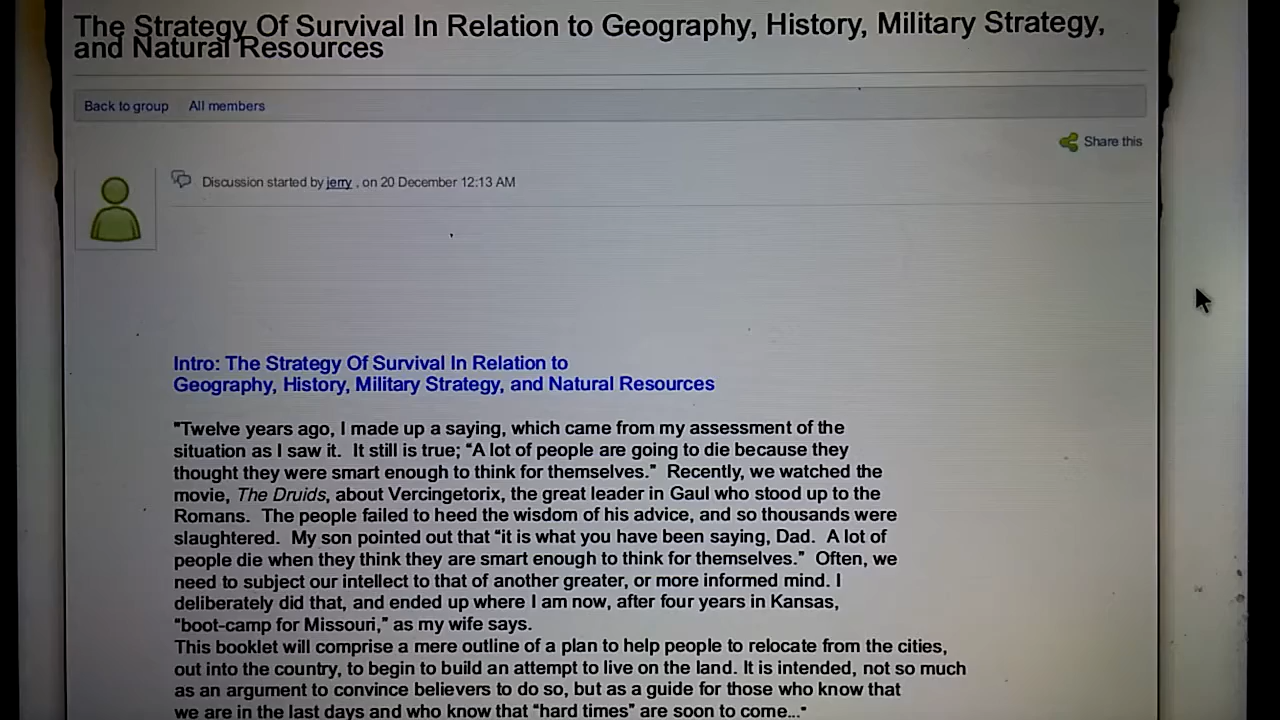 The Strategy Of Survival In Relation to Geography, History, Military Strategy,
and Natural Resources
Back to group All members
Share this
Discussion started by jerry , on 20 December 12:13 AM
Intro: The Strategy Of Survival In Relation to
Geography, History, Military Strategy, and Natural Resources
"Twelve years ago, I made up a saying, which came from my assessment of the
situation as I saw it. It still is true; “A lot of people are going to die because they
thought they were smart enough to think for themselves.” Recently, we watched the
movie, The Druids, about Vercingetorix, the great leader in Gaul who stood up to the
Romans. The people failed to heed the wisdom of his advice, and so thousands were
slaughtered. My son pointed out that “it is what you have been saying, Dad. A lot of
people die when they think they are smart enough to think for themselves.” Often, we
need to subject our intellect to that of another greater, or more informed mind. I
deliberately did that, and ended up where I am now, after four years in Kansas,
“boot-camp for Missouri,” as my wife says.
This booklet will comprise a mere outline of a plan to help people to relocate from the cities,
out into the country, to begin to build an attempt to live on the land. It is intended, not so much
as an argument to convince believers to do so, but as a guide for those who know that
we are in the last days and who know that “hard times” are soon to come..."